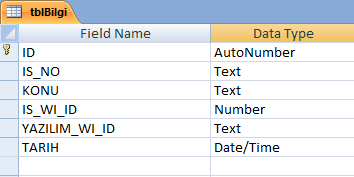 tblBilgi
Field Name Data Type
ID AutoNumber
IS_NO Text
KONU Text
IS_WI_ID Number
YAZILIM_WI_ID Text
TARIH Date/Time